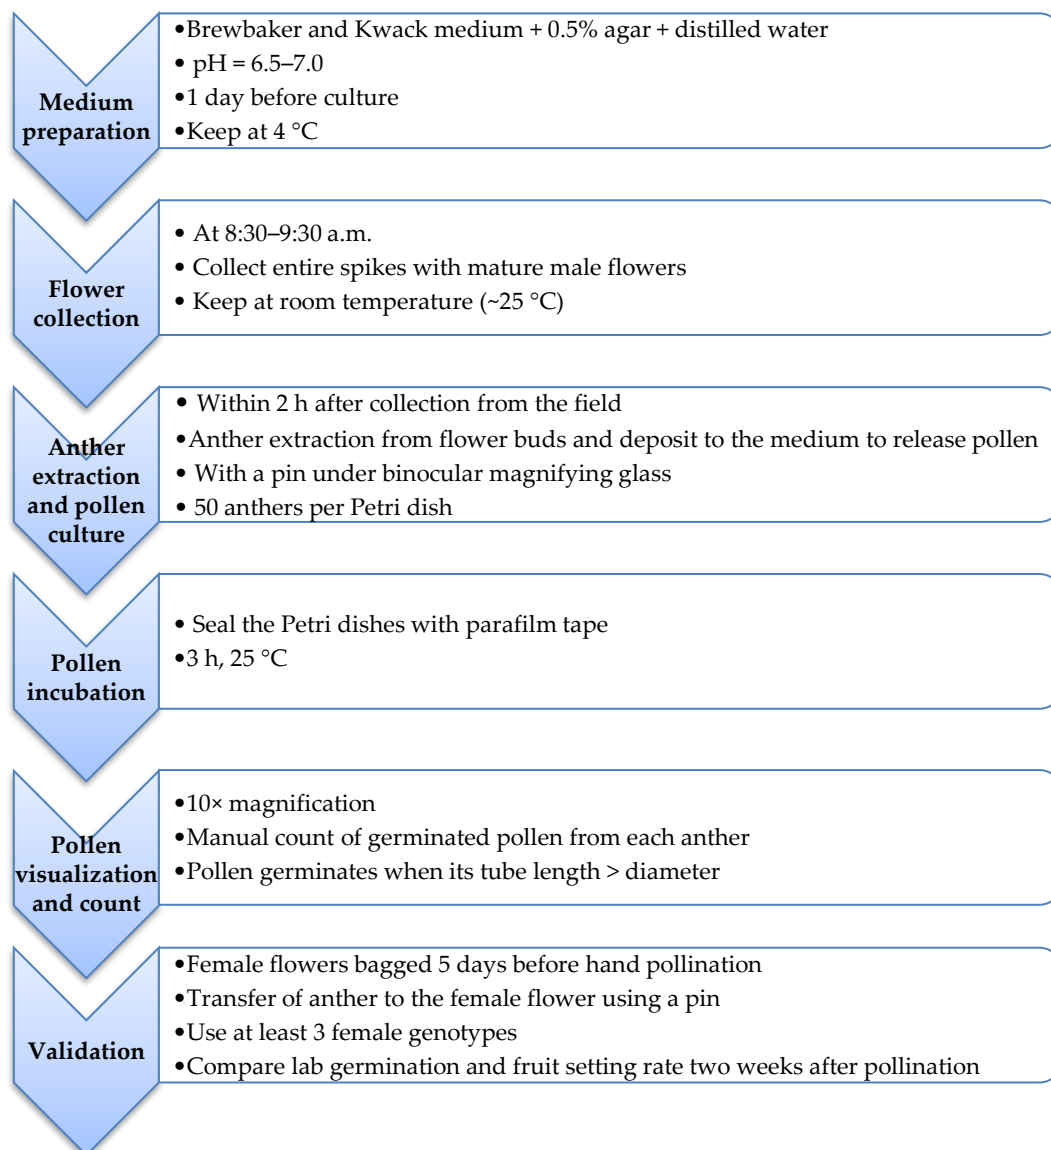 •Brewbaker and Kwack medium + 0.5% agar + distilled water
• pH = 6.5–7.0
•1 day before culture
•Keep at 4 °C
Medium
preparation
• At 8:30–9:30 a.m.
• Collect entire spikes with mature male flowers
• Keep at room temperature (~25 °C)
Flower
collection
• Within 2 h after collection from the field
•Anther extraction from flower buds and deposit to the medium to release pollen
• With a pin under binocular magnifying glass
• 50 anthers per Petri dish
Anther
extraction
and pollen
culture
• Seal the Petri dishes with parafilm tape
•3 h, 25 °C
Pollen
incubation
•10× magnification
•Manual count of germinated pollen from each anther
•Pollen germinates when its tube length > diameter
Pollen
visualization
and count
•Female flowers bagged 5 days before hand pollination
•Transfer of anther to the female flower using a pin
•Use at least 3 female genotypes
•Compare lab germination and fruit setting rate two weeks after pollination
Validation